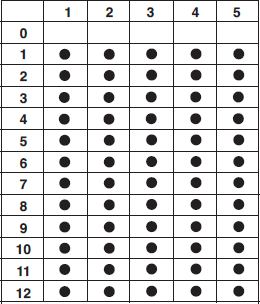 1 2 3 4 5
0
1 ● ● ● ● ●
2 ● ● ● ● ●
3 ● ● ● ● ●
4 ● ● ● ● ●
5 ● ● ● ● ●
6 ● ● ● ● ●
7 ● ● ● ● ●
8 ● ● ● ● ●
9 ● ● ● ● ●
10 ● ● ● ● ●
11 ● ● ● ● ●
12 ● ● ● ● ●